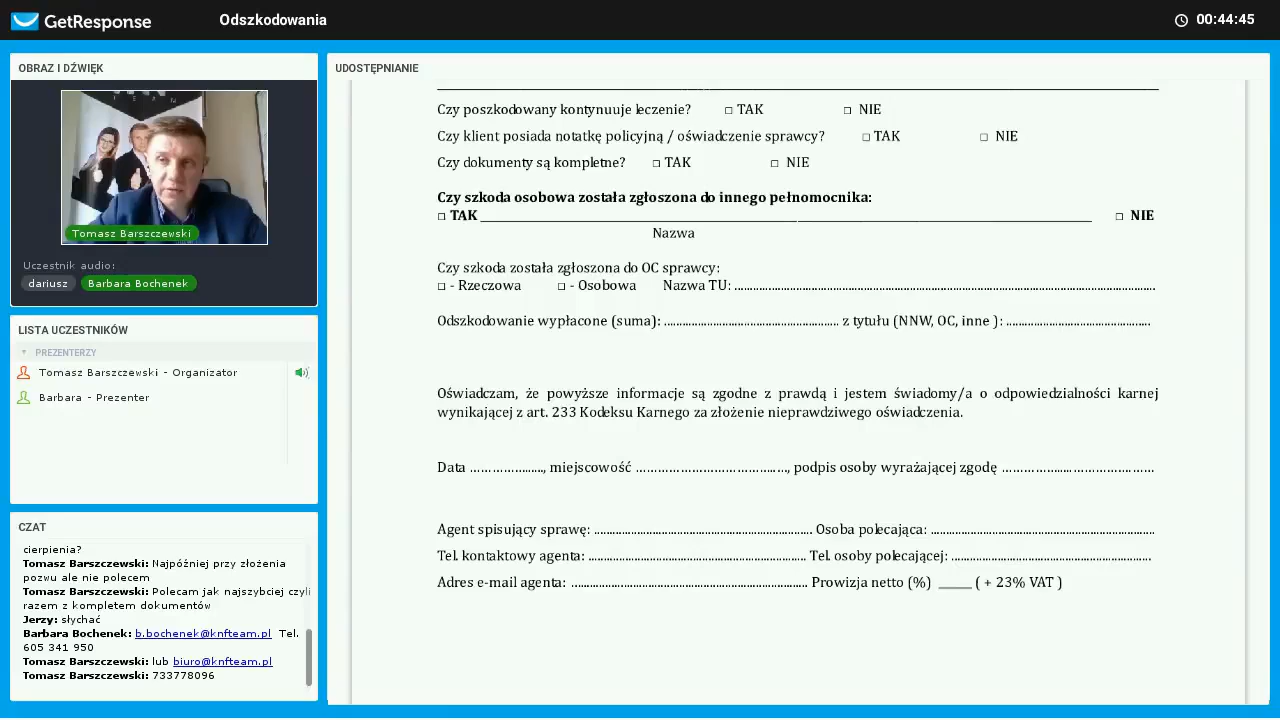 GetResponse
Odszkodowania
00:44:45
OBRAZ I DŹWIĘK
T E A M
Tomasz Barszczewski
Uczestnik audio:
dariusz
Barbara Bochenek
LISTA UCZESTNIKÓW
PREZENTERZY
Tomasz Barszczewski - Organizator
Barbara - Prezenter
CZAT
cierpienia?
Tomasz Barszczewski: Najpóźniej przy złożenia
pozwu ale nie polecem
Tomasz Barszczewski: Polecam jak najszybciej czyli
razem z kompletem dokumentów
Jerzy: słychać
Barbara Bochenek: b.bochenek@knfteam.pl Tel.
605 341 950
Tomasz Barszczewski: lub biuro@knfteam.pl
Tomasz Barszczewski: 733778096
UDOSTĘPNIANIE
Czy poszkodowany kontynuuje leczenie? □ TAK □ NIE
Czy klient posiada notatkę policyjną / oświadczenie sprawcy? □ TAK □ NIE
Czy dokumenty są kompletne? □ TAK □ NIE
Czy szkoda osobowa została zgłoszona do innego pełnomocnika:
□ TAK ____________________ □ NIE
Nazwa
Czy szkoda została zgłoszona do OC sprawcy:
□ - Rzeczowa □ - Osobowa Nazwa TU: ....................
Odszkodowanie wypłacone (suma): .................... z tytułu (NNW, OC, inne ): ....................
Oświadczam, że powyższe informacje są zgodne z prawdą i jestem świadomy/a o odpowiedzialności karnej
wynikającej z art. 233 Kodeksu Karnego za złożenie nieprawdziwego oświadczenia.
Data ...................., miejscowość ...................., podpis osoby wyrażającej zgodę ....................
Agent spisujący sprawę: .................... Osoba polecająca: ....................
Tel. kontaktowy agenta: .................... Tel. osoby polecającej: ....................
Adres e-mail agenta: .................... Prowizja netto (%) _____ ( + 23% VAT )